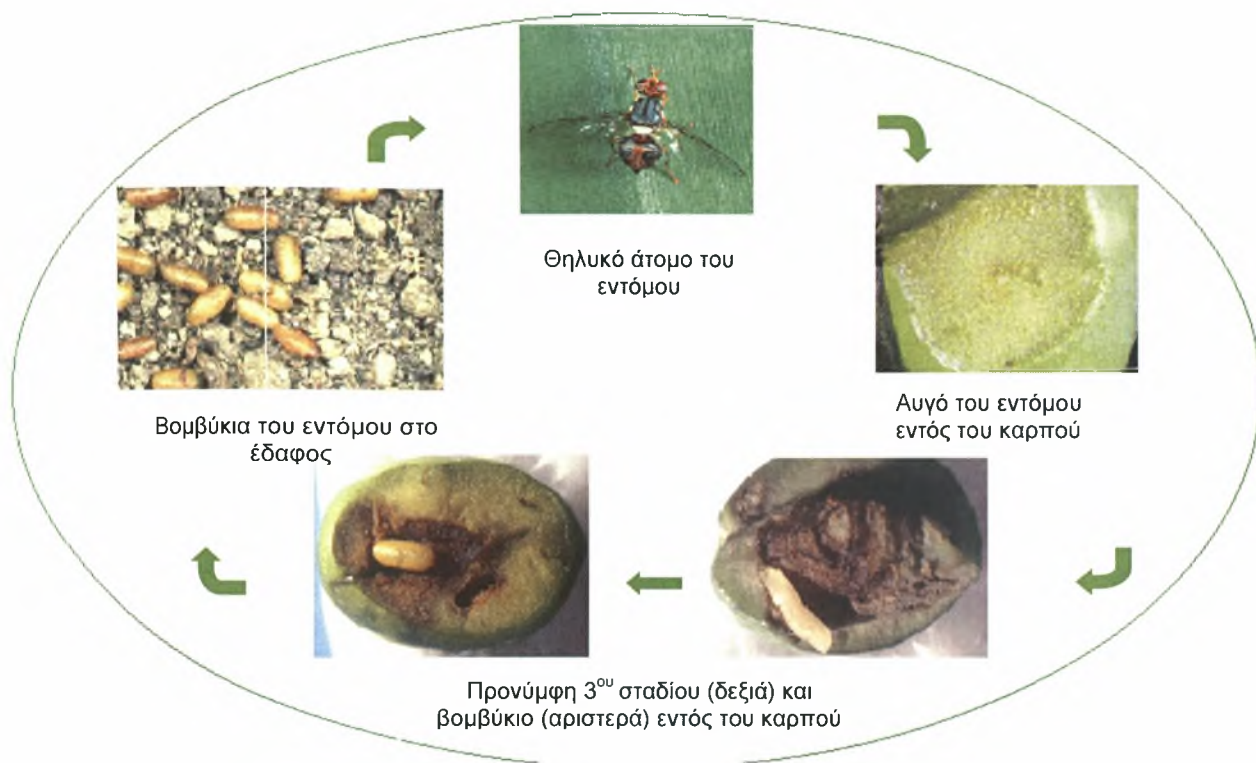 Θηλυκό άτομο του
εντόμου
Αυγό του εντόμου
εντός του καρπού
Προνύμφη 3ου σταδίου (δεξιά) και
βομβύκιο (αριστερά) εντός του καρπού
Βομβύκια του εντόμου στο
έδαφος